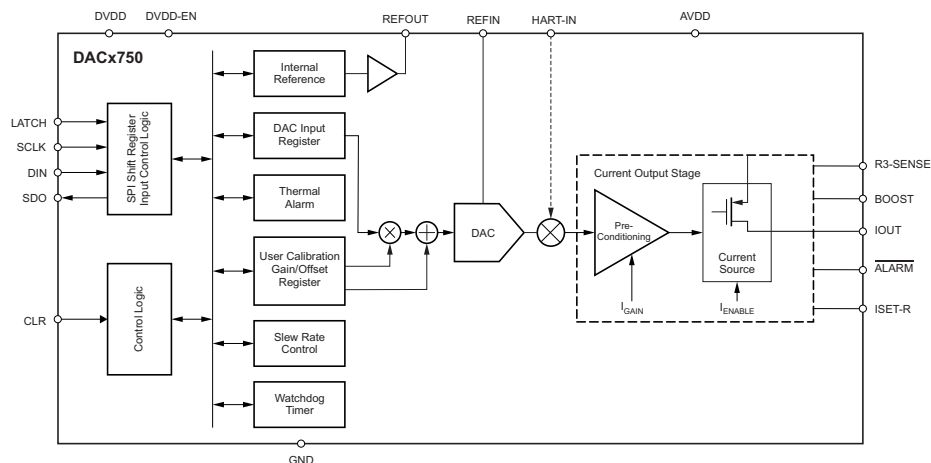 DVDD
DVDD-EN
REFOUT
REFIN
HART-IN
AVDD
DACx750
Internal
Reference
LATCH
SCLK
DIN
SDO
SPI Shift Register
Input Control Logic
DAC Input
Register
Thermal
Alarm
User Calibration
Gain/Offset
Register
DAC
Current Output Stage
Pre-
Conditioning
Current
Source
IGAIN
IENABLE
R3-SENSE
BOOST
IOUT
ALARM
ISET-R
CLR
Control Logic
Slew Rate
Control
Watchdog
Timer
GND